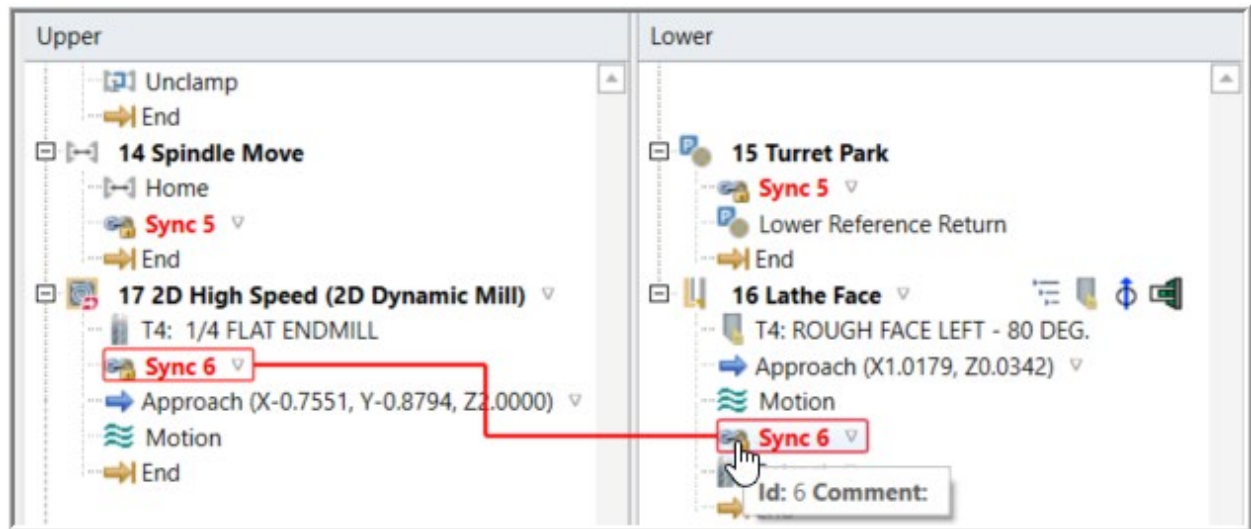 Upper
Unclamp
End
14 Spindle Move
Home
Sync 5
End
17 2D High Speed (2D Dynamic Mill)
T4: 1/4 FLAT ENDMILL
Sync 6
Approach (X-0.7551, Y-0.8794, Z2.0000)
Motion
End
Lower
15 Turret Park
Sync 5
Lower Reference Return
End
16 Lathe Face
T4: ROUGH FACE LEFT - 80 DEG.
Approach (X1.0179, Z0.0342)
Motion
Sync 6
Id: 6 Comment: